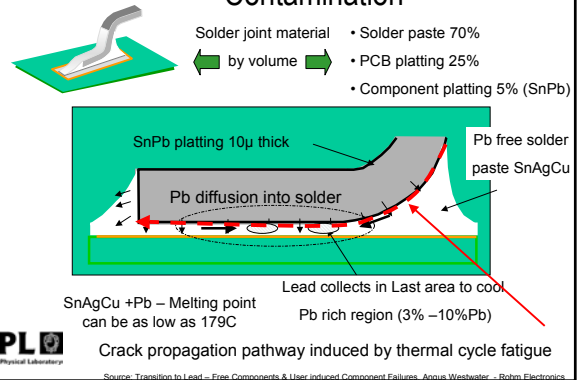 Contamination
Solder joint material
by volume
• Solder paste 70%
• PCB platting 25%
• Component platting 5% (SnPb)
SnPb platting 10µ thick
Pb free solder
paste SnAgCu
Pb diffusion into solder
Lead collects in Last area to cool
Pb rich region (3% –10%Pb)
SnAgCu +Pb – Melting point
can be as low as 179C
PL
Physical Laboratory
Crack propagation pathway induced by thermal cycle fatigue
Source: Transition to Lead – Free Components & User induced Component Failures, Angus Westwater - Rohm Electronics